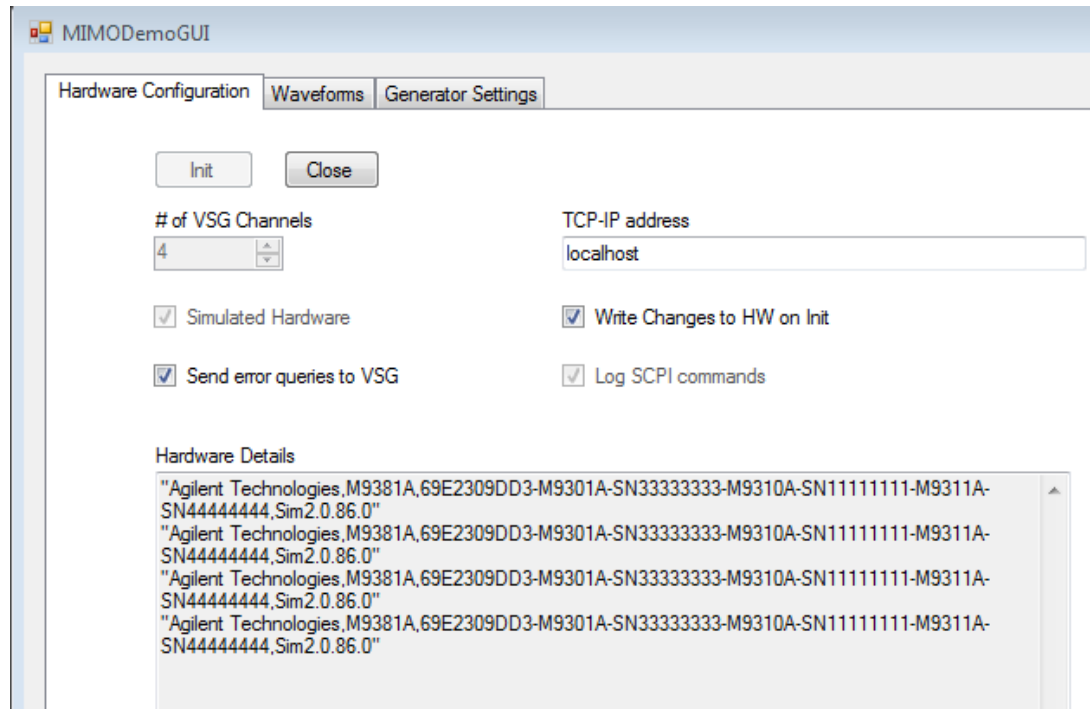 MIMODemoGUI
Hardware Configuration Waveforms Generator Settings
Init Close
# of VSG Channels TCP-IP address
4 localhost
Simulated Hardware Write Changes to HW on Init
Send error queries to VSG Log SCPI commands
Hardware Details
"Agilent Technologies,M9381A,69E2309DD3-M9301A-SN33333333-M9310A-SN11111111-M9311A-
SN44444444,Sim2.0.86.0"
"Agilent Technologies,M9381A,69E2309DD3-M9301A-SN33333333-M9310A-SN11111111-M9311A-
SN44444444,Sim2.0.86.0"
"Agilent Technologies,M9381A,69E2309DD3-M9301A-SN33333333-M9310A-SN11111111-M9311A-
SN44444444,Sim2.0.86.0"
"Agilent Technologies,M9381A,69E2309DD3-M9301A-SN33333333-M9310A-SN11111111-M9311A-
SN44444444,Sim2.0.86.0"